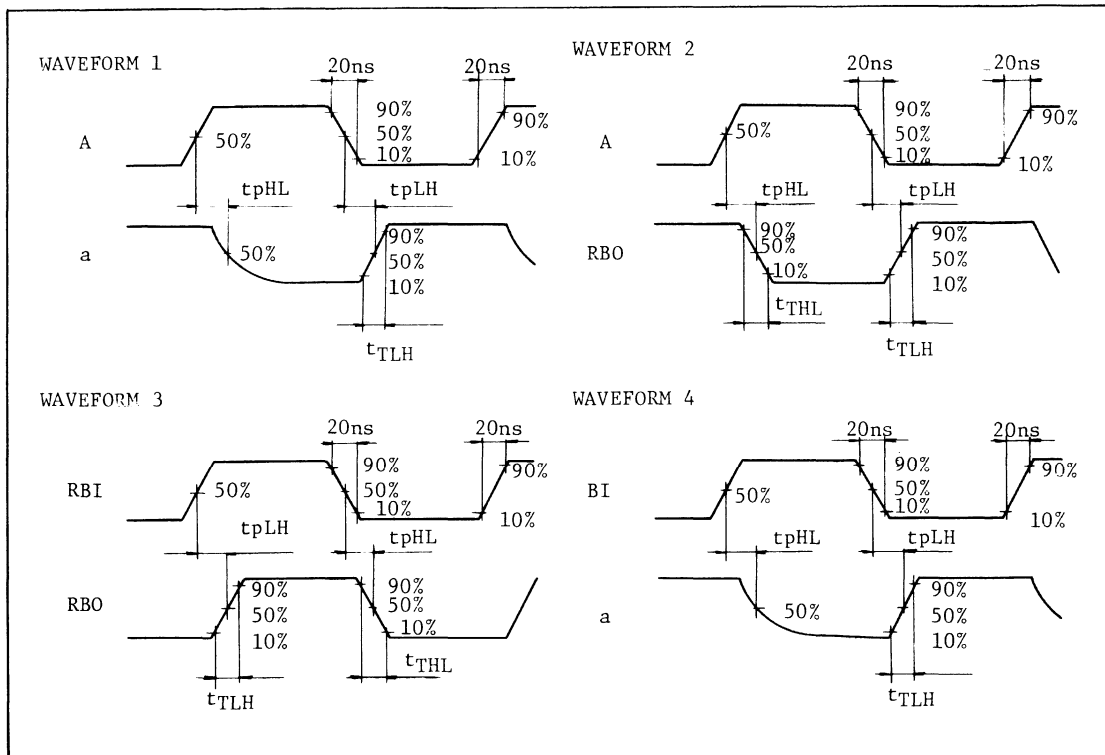 WAVEFORM 1
20ns
20ns
A
50%
90%
50%
10%
90%
10%
tpHL
tpLH
a
50%
90%
50%
10%
tTLH
WAVEFORM 2
20ns
20ns
A
50%
90%
50%
10%
90%
10%
tpHL
tpLH
RBO
90%
50%
10%
90%
50%
10%
tTHL
tTLH
WAVEFORM 3
20ns
20ns
RBI
50%
90%
50%
10%
90%
10%
tpLH
tpHL
RBO
90%
50%
10%
90%
50%
10%
tTHL
tTLH
WAVEFORM 4
20ns
20ns
BI
50%
90%
50%
10%
90%
10%
tpHL
tpLH
a
50%
90%
50%
10%
tTLH